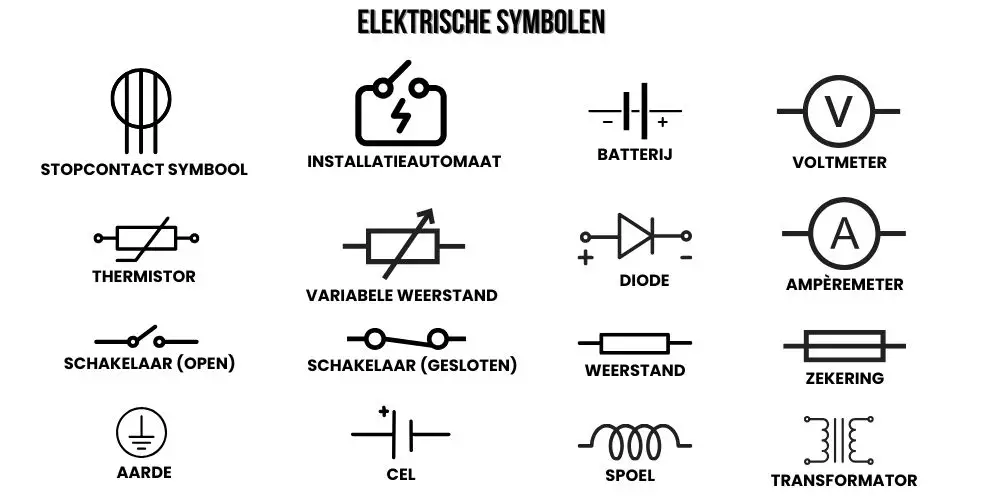 ELEKTRISCHE SYMBOLEN
STOPCONTACT SYMBOOL
INSTALLATIEAUTOMAAT
- +
BATTERIJ
V
VOLTMETER
THERMISTOR
VARIABELE WEERSTAND
+ -
DIODE
A
AMPÈREMETER
SCHAKELAAR (OPEN)
SCHAKELAAR (GESLOTEN)
WEERSTAND
ZEKERING
AARDE
+
CEL
SPOEL
TRANSFORMATOR